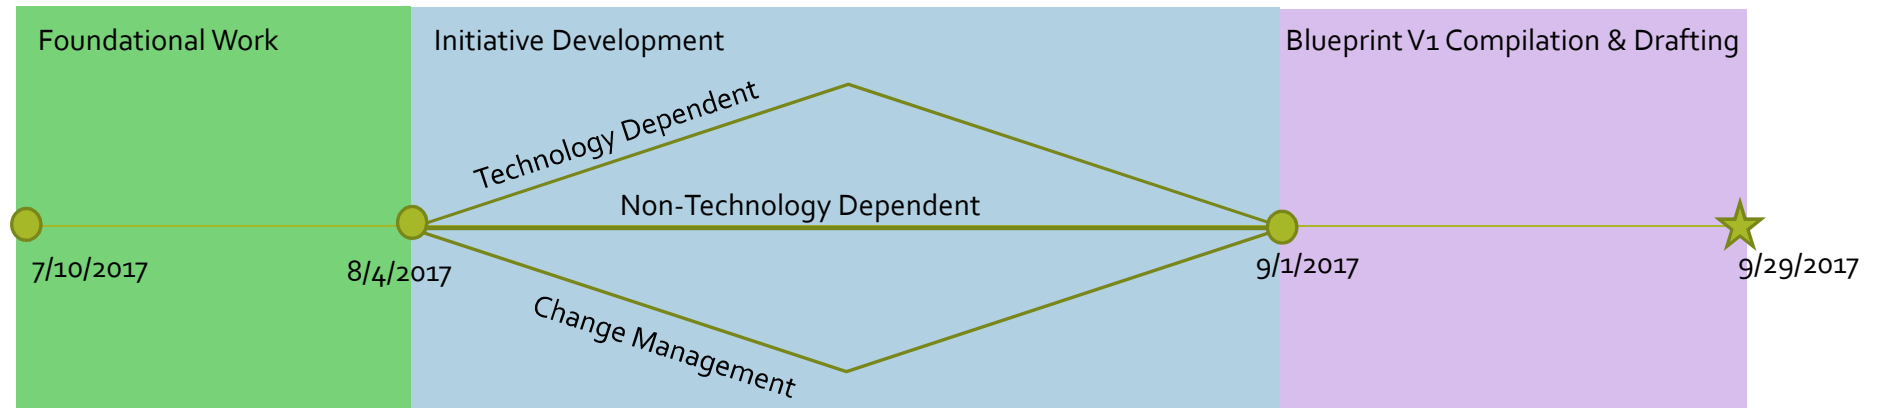 Foundational Work
Initiative Development
Blueprint V1 Compilation & Drafting
Technology Dependent
Non-Technology Dependent
7/10/2017
8/4/2017
9/1/2017
9/29/2017
Change Management